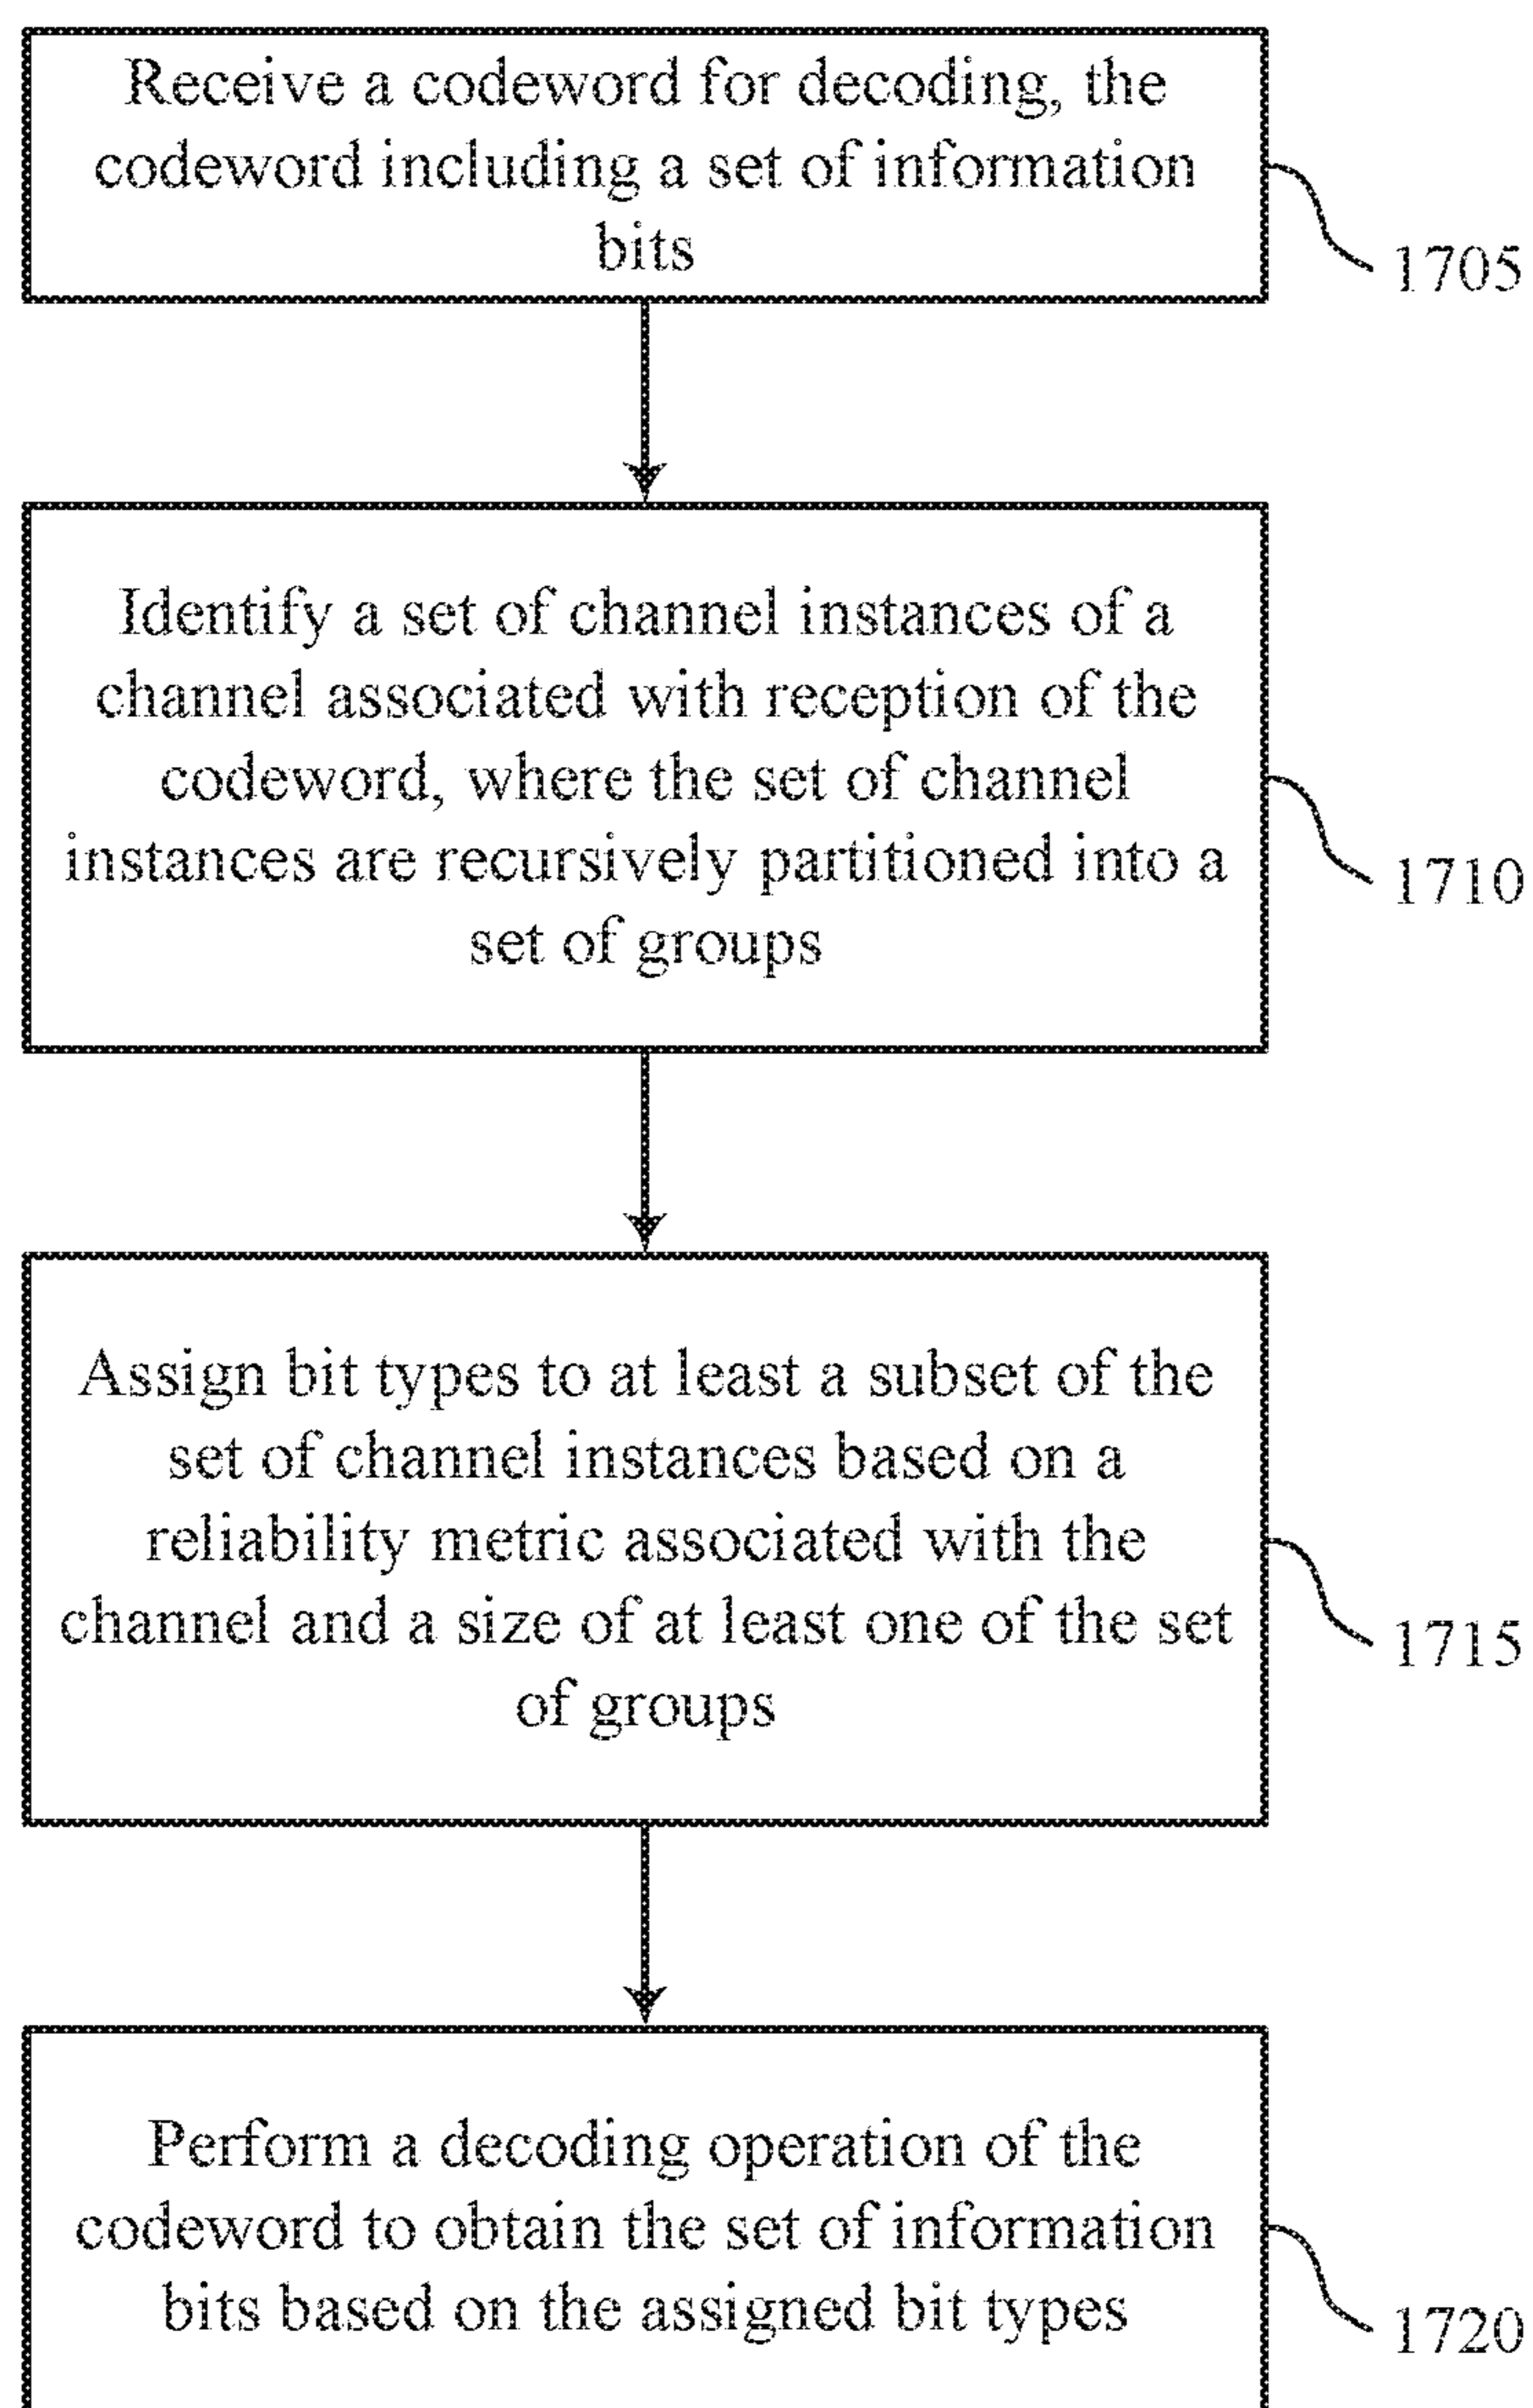 Receive a codeword for decoding, the
codeword including a set of information
bits
1705
Identify a set of channel instances of a
channel associated with reception of the
codeword, where the set of channel
instances are recursively partitioned into a
set of groups
1710
Assign bit types to at least a subset of the
set of channel instances based on a
reliability metric associated with the
channel and a size of at least one of the set
of groups
1715
Perform a decoding operation of the
codeword to obtain the set of information
bits based on the assigned bit types
1720